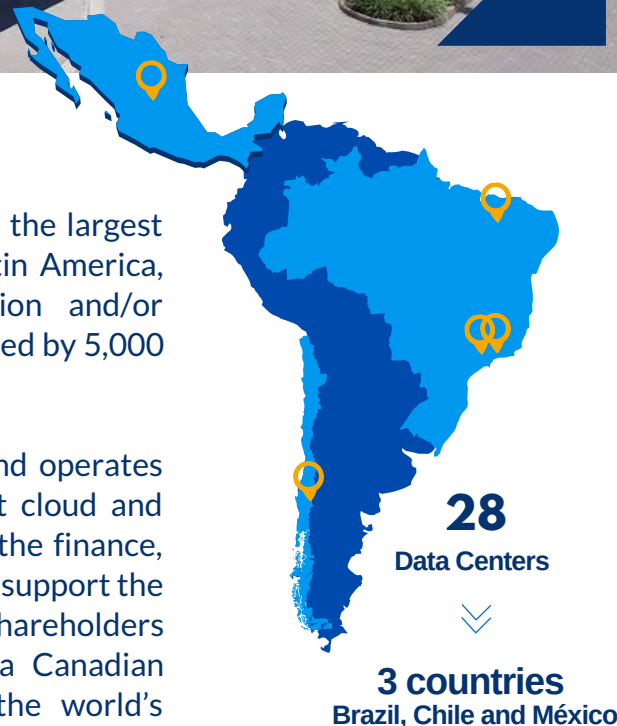 the largest
tin America,
ion and/or
ed by 5,000
nd operates
t cloud and
the finance,
support the
hareholders
a Canadian
the world's
28
Data Centers
3 countries
Brazil, Chile and México